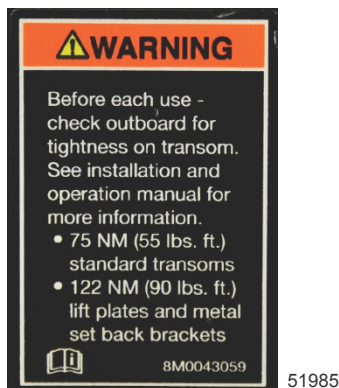 WARNING
Before each use -
check outboard for
tightness on transom.
See installation and
operation manual for
more information.
• 75 NM (55 lbs. ft.)
standard transoms
• 122 NM (90 lbs. ft.)
lift plates and metal
set back brackets
8M0043059
51985